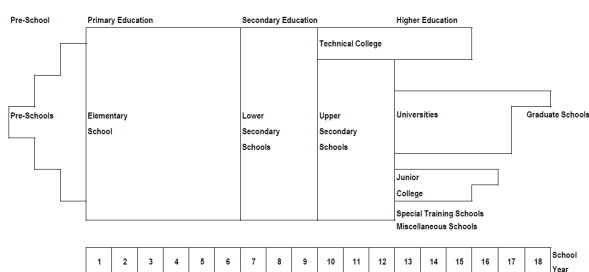 Pre-School Primary Education Secondary Education Higher Education
Technical College
Pre-Schools Elementary Lower Upper Universities Graduate Schools
School Secondary Secondary
Schools Schools
Junior
College
Special Training Schools
Miscellaneous Schools
1 2 3 4 5 6 7 8 9 10 11 12 13 14 15 16 17 18 School
Year